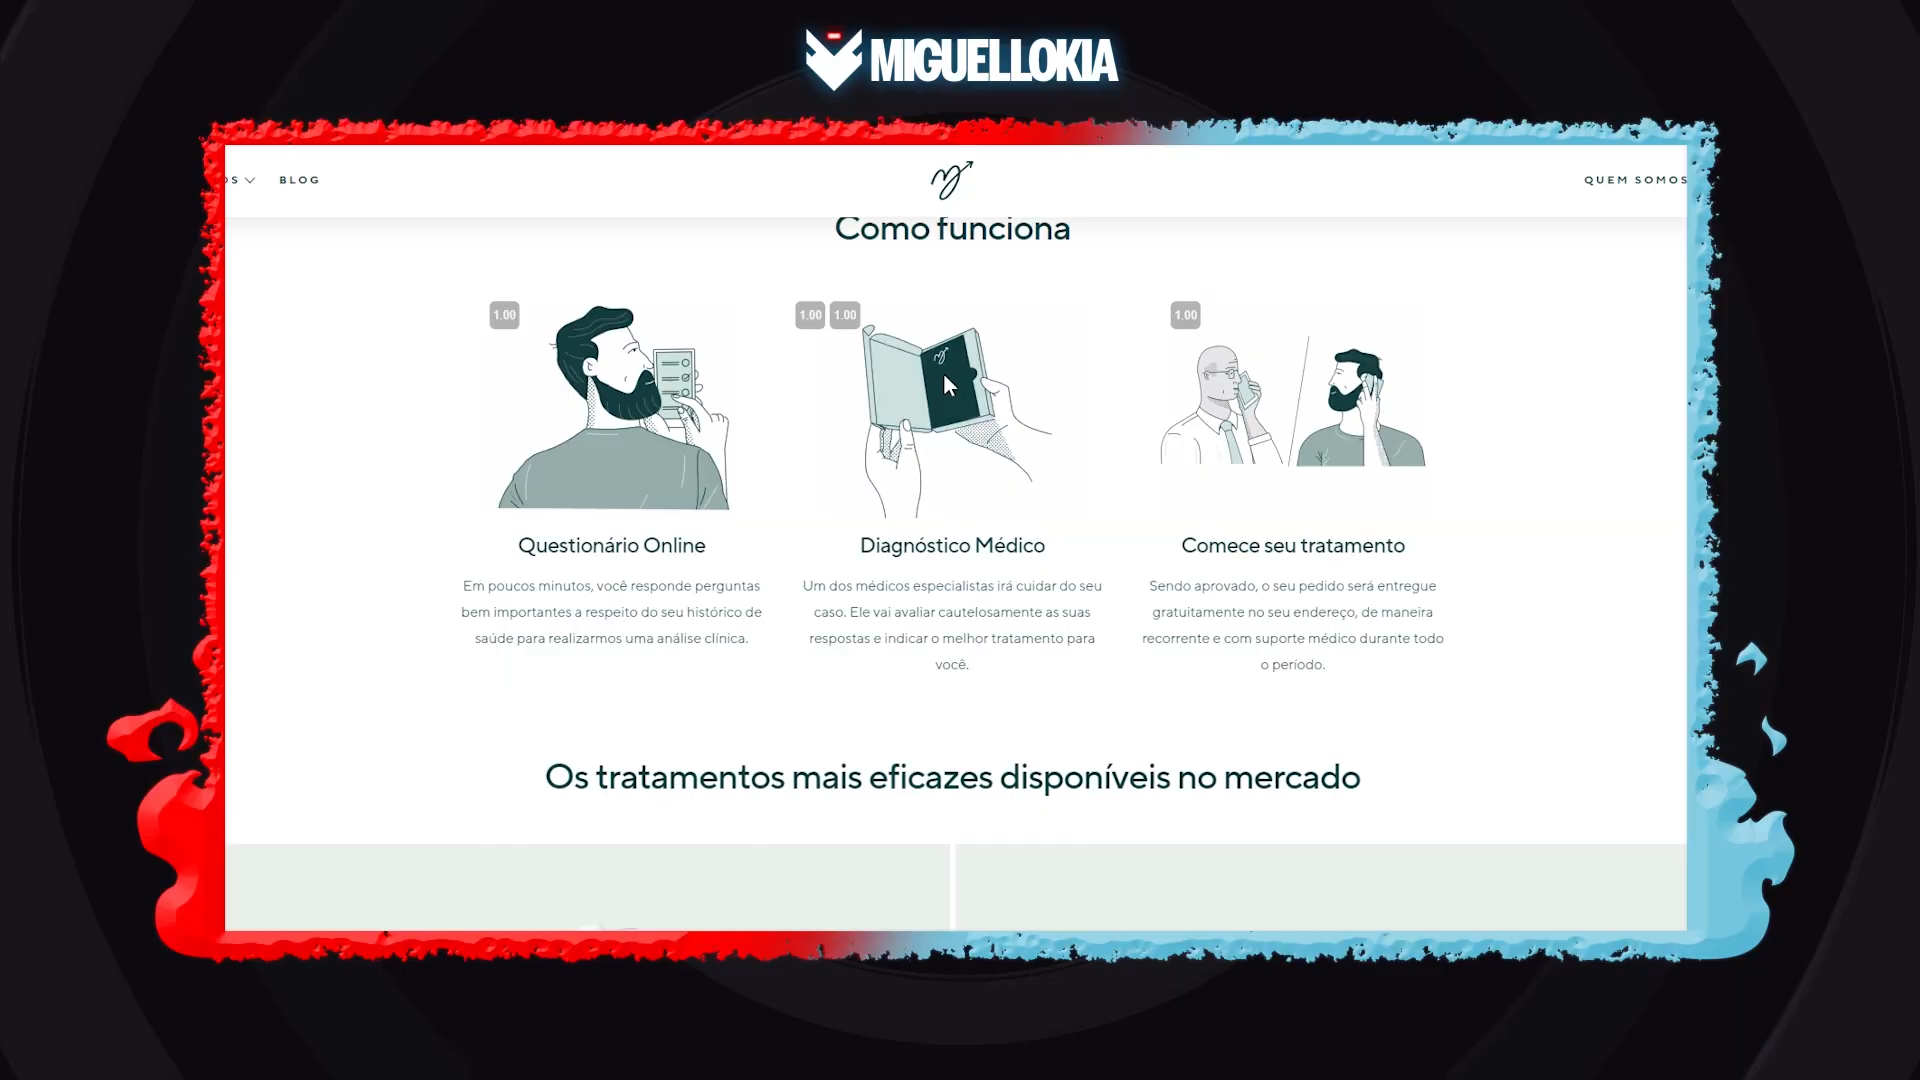 MIGUELLOKIA
OS
BLOG
QUEM SOMOS
Como funciona
1.00
1.00 1.00
1.00
Questionário Online
Em poucos minutos, você responde perguntas
bem importantes a respeito do seu histórico de
saúde para realizarmos uma análise clínica.
Diagnóstico Médico
Um dos médicos especialistas irá cuidar do seu
caso. Ele vai avaliar cautelosamente as suas
respostas e indicar o melhor tratamento para
você.
Comece seu tratamento
Sendo aprovado, o seu pedido será entregue
gratuitamente no seu endereço, de maneira
recorrente e com suporte médico durante todo
o período.
Os tratamentos mais eficazes disponíveis no mercado